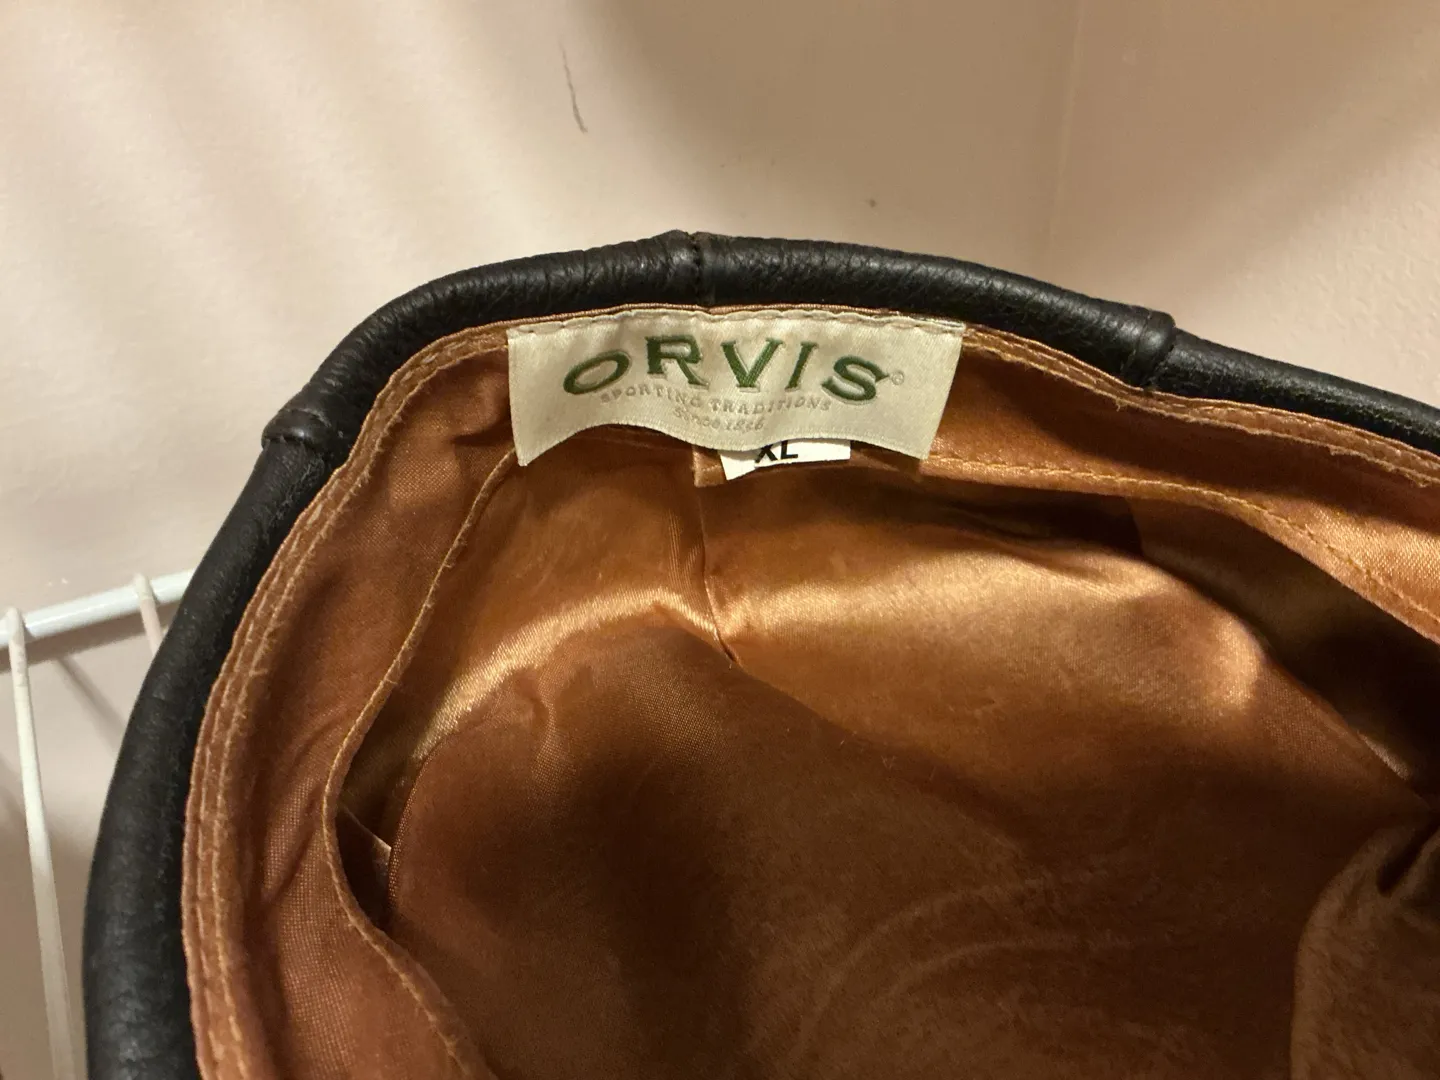 ORVIS®
SPORTING TRADITIONS
Since 1856
XL